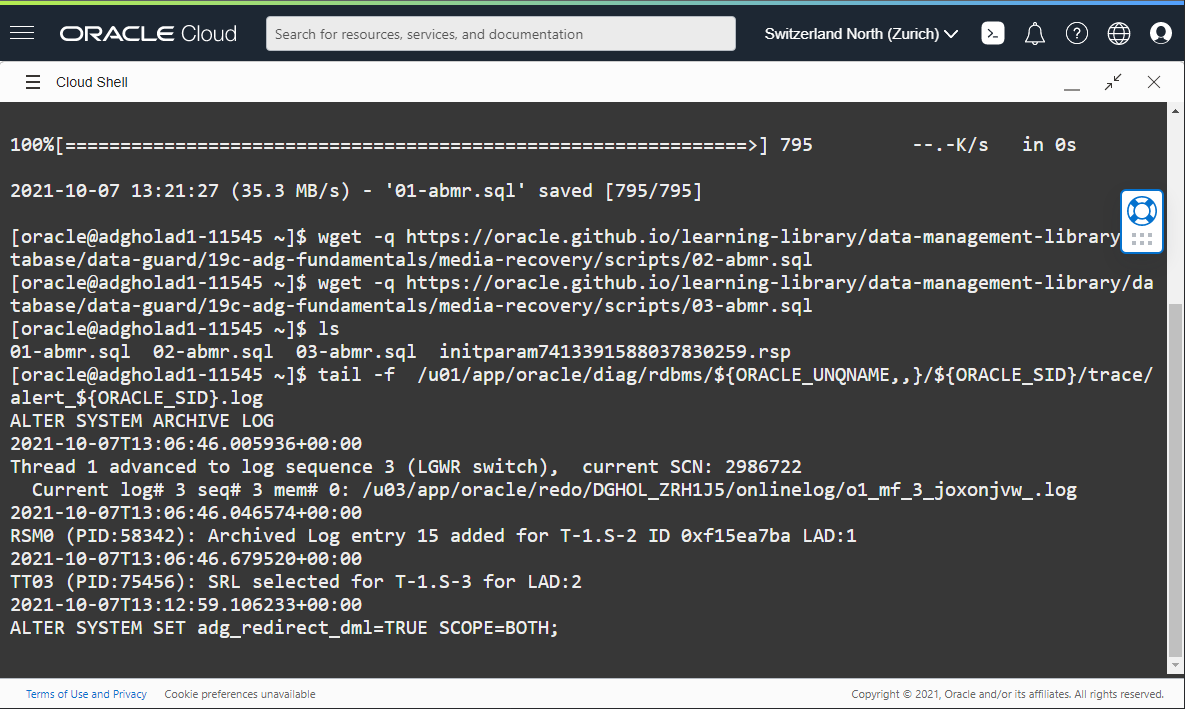 ORACLE Cloud
Search for resources, services, and documentation
Switzerland North (Zurich)
Cloud Shell
100%[==============================================================>] 795         --.-K/s   in 0s
2021-10-07 13:21:27 (35.3 MB/s) - '01-abmr.sql' saved [795/795]
[oracle@adgholad1-11545 ~]$ wget -q https://oracle.github.io/learning-library/data-management-library
tabase/data-guard/19c-adg-fundamentals/media-recovery/scripts/02-abmr.sql
[oracle@adgholad1-11545 ~]$ wget -q https://oracle.github.io/learning-library/data-management-library/da
tabase/data-guard/19c-adg-fundamentals/media-recovery/scripts/03-abmr.sql
[oracle@adgholad1-11545 ~]$ ls
01-abmr.sql  02-abmr.sql  03-abmr.sql  initparam7413391588037830259.rsp
[oracle@adgholad1-11545 ~]$ tail -f  /u01/app/oracle/diag/rdbms/${ORACLE_UNQNAME,,}/${ORACLE_SID}/trace/
alert_${ORACLE_SID}.log
ALTER SYSTEM ARCHIVE LOG
2021-10-07T13:06:46.005936+00:00
Thread 1 advanced to log sequence 3 (LGWR switch),  current SCN: 2986722
  Current log# 3 seq# 3 mem# 0: /u03/app/oracle/redo/DGHOL_ZRH1J5/onlinelog/o1_mf_3_joxonjvw_.log
2021-10-07T13:06:46.046574+00:00
RSM0 (PID:58342): Archived Log entry 15 added for T-1.S-2 ID 0xf15ea7ba LAD:1
2021-10-07T13:06:46.679520+00:00
TT03 (PID:75456): SRL selected for T-1.S-3 for LAD:2
2021-10-07T13:12:59.106233+00:00
ALTER SYSTEM SET adg_redirect_dml=TRUE SCOPE=BOTH;
Terms of Use and Privacy
Cookie preferences unavailable
Copyright © 2021, Oracle and/or its affiliates. All rights reserved.